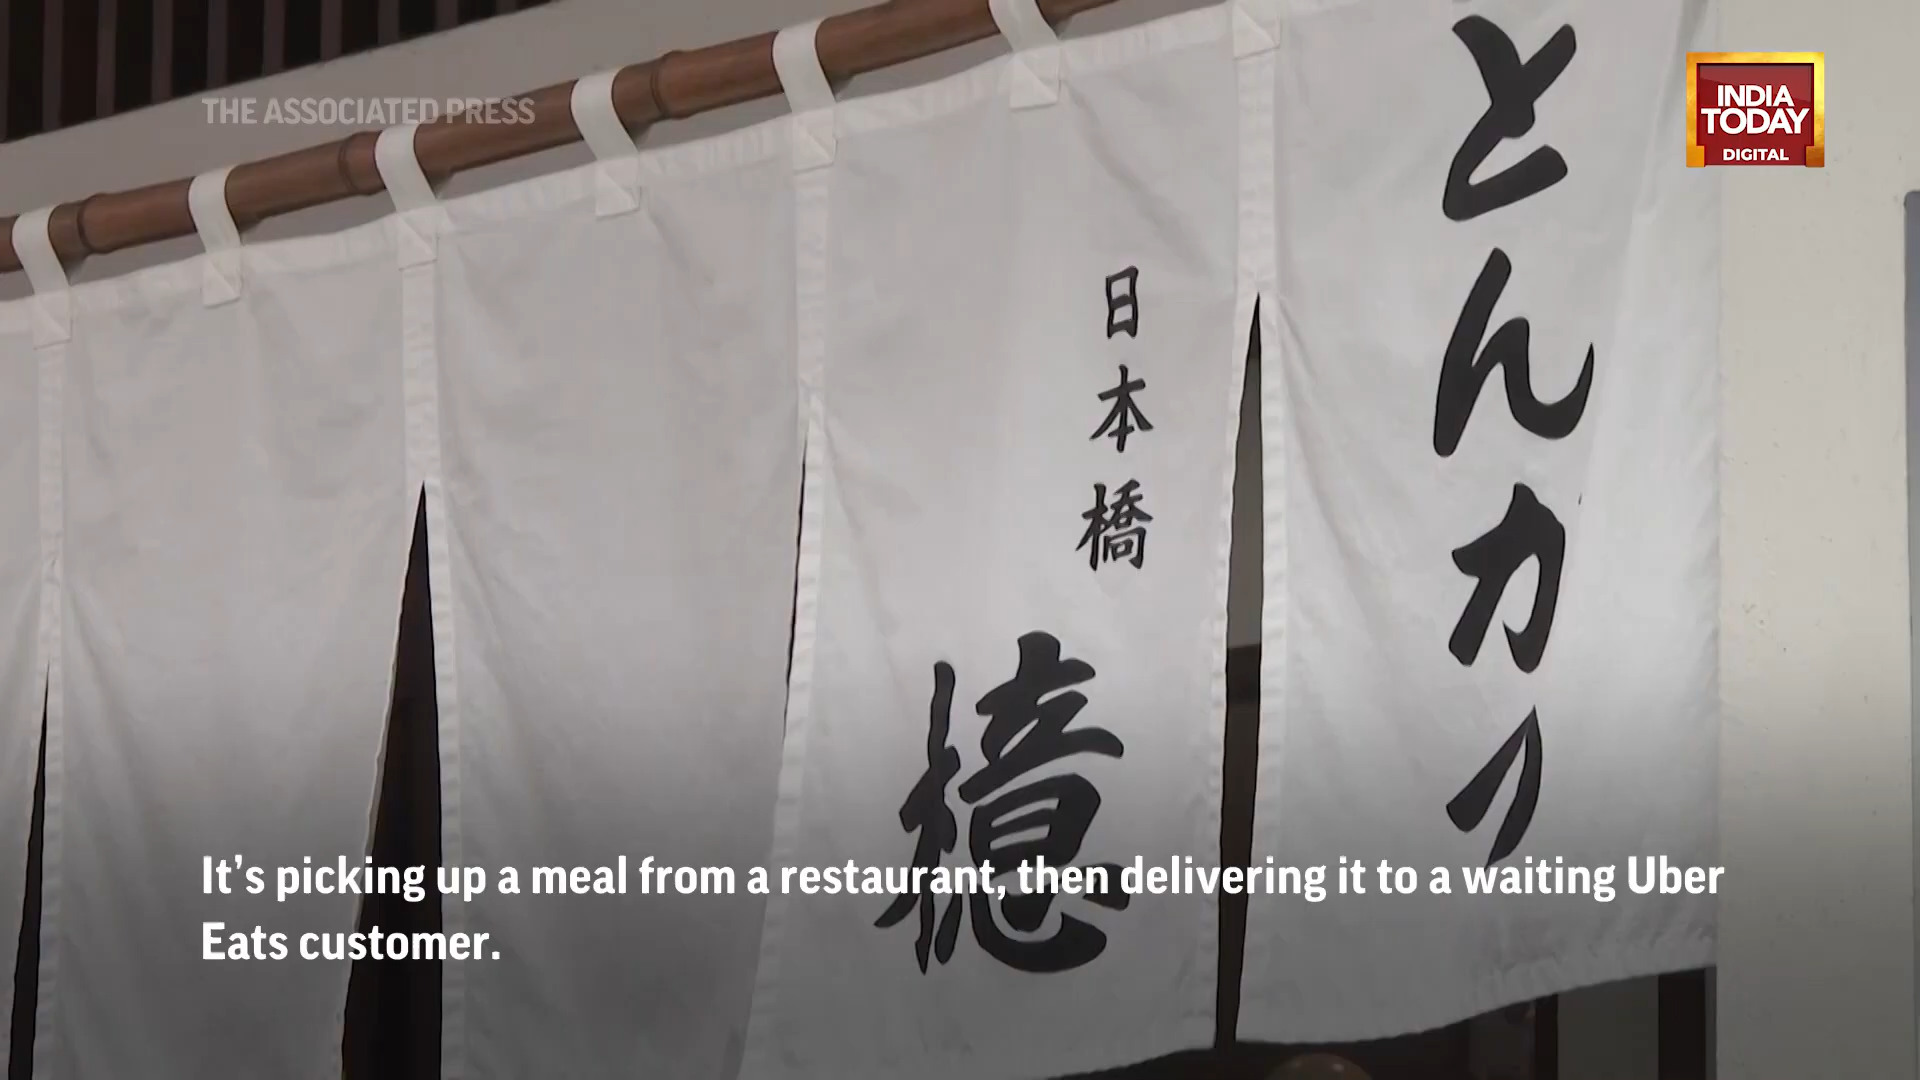 THE ASSOCIATED PRESS
INDIA
TODAY
DIGITAL
とんかつ
日本橋
檍
It's picking up a meal from a restaurant, then delivering it to a waiting Uber
Eats customer.